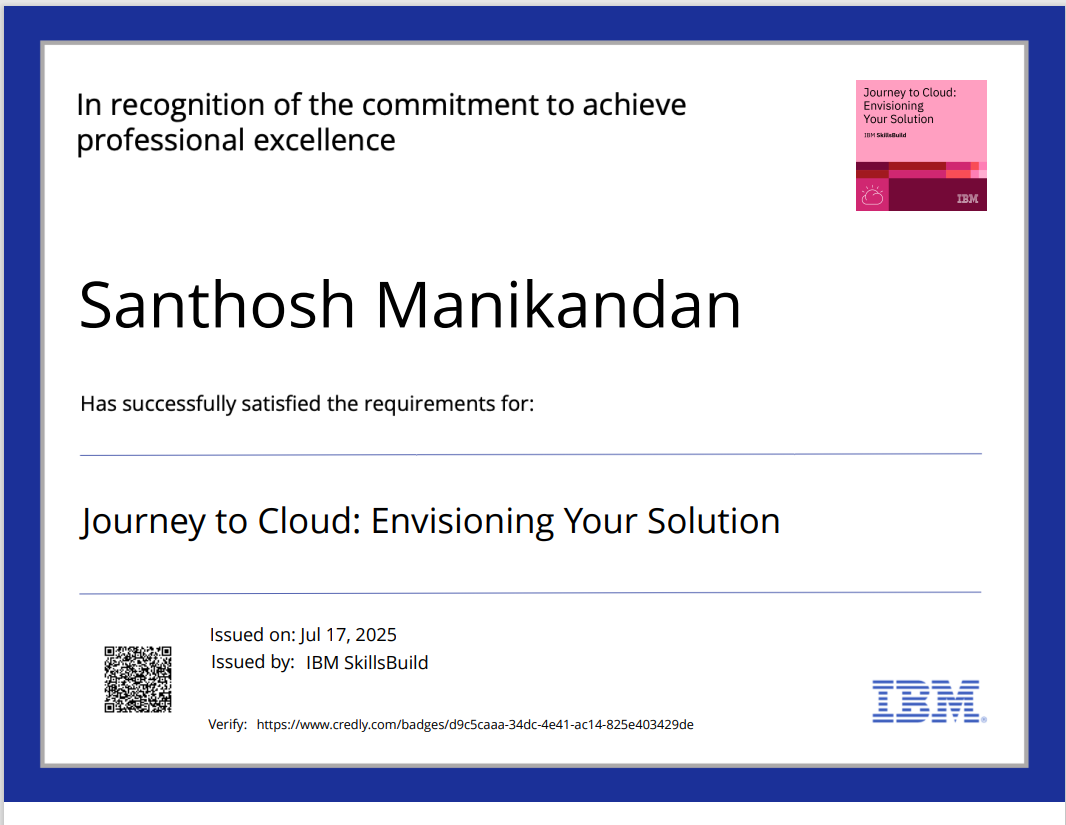 In recognition of the commitment to achieve
professional excellence
Journey to Cloud:
Envisioning
Your Solution
IBM SkillsBuild
IBM
Santhosh Manikandan
Has successfully satisfied the requirements for:
Journey to Cloud: Envisioning Your Solution
Issued on: Jul 17, 2025
Issued by: IBM SkillsBuild
Verify: https://www.credly.com/badges/d9c5caaa-34dc-4e41-ac14-825e403429de
IBM®